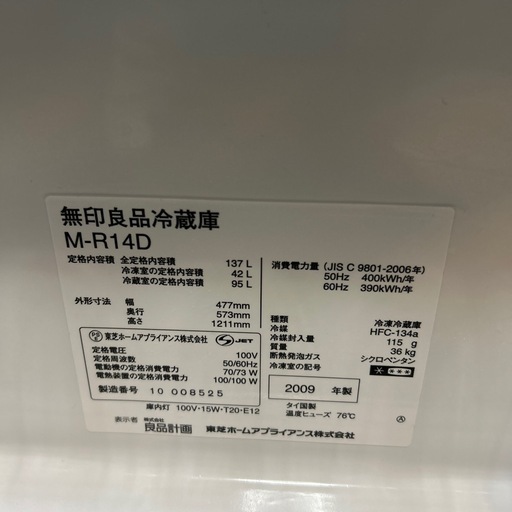 無印良品冷蔵庫
M-R14D
定格内容積 全定格内容積 137 L
冷凍室の定格内容積 42 L
冷蔵室の定格内容積 95 L
外形寸法 幅 477mm
奥行 573mm
高さ 1211mm
PS E 東芝ホームアプライアンス株式会社 S JET
定格電圧 100V
定格周波数 50/60Hz
電動機の定格消費電力 70/73 W
電熱装置の定格消費電力 100/100 W
製造番号 10 008525
消費電力量 (JIS C 9801-2006年)
50Hz 400kWh/年
60Hz 390kWh/年
種類 冷凍冷蔵庫
冷媒 HFC-134a
冷媒封入量 115 g
質量 36 kg
断熱発泡ガス シクロペンタン
冷凍室の記号
2009 年製
タイ国製
庫内灯 100V·15W·T20·E12
温度ヒューズ 76℃
表示者 株式会社 良品計画 東芝ホームアプライアンス株式会社
Ⓐ